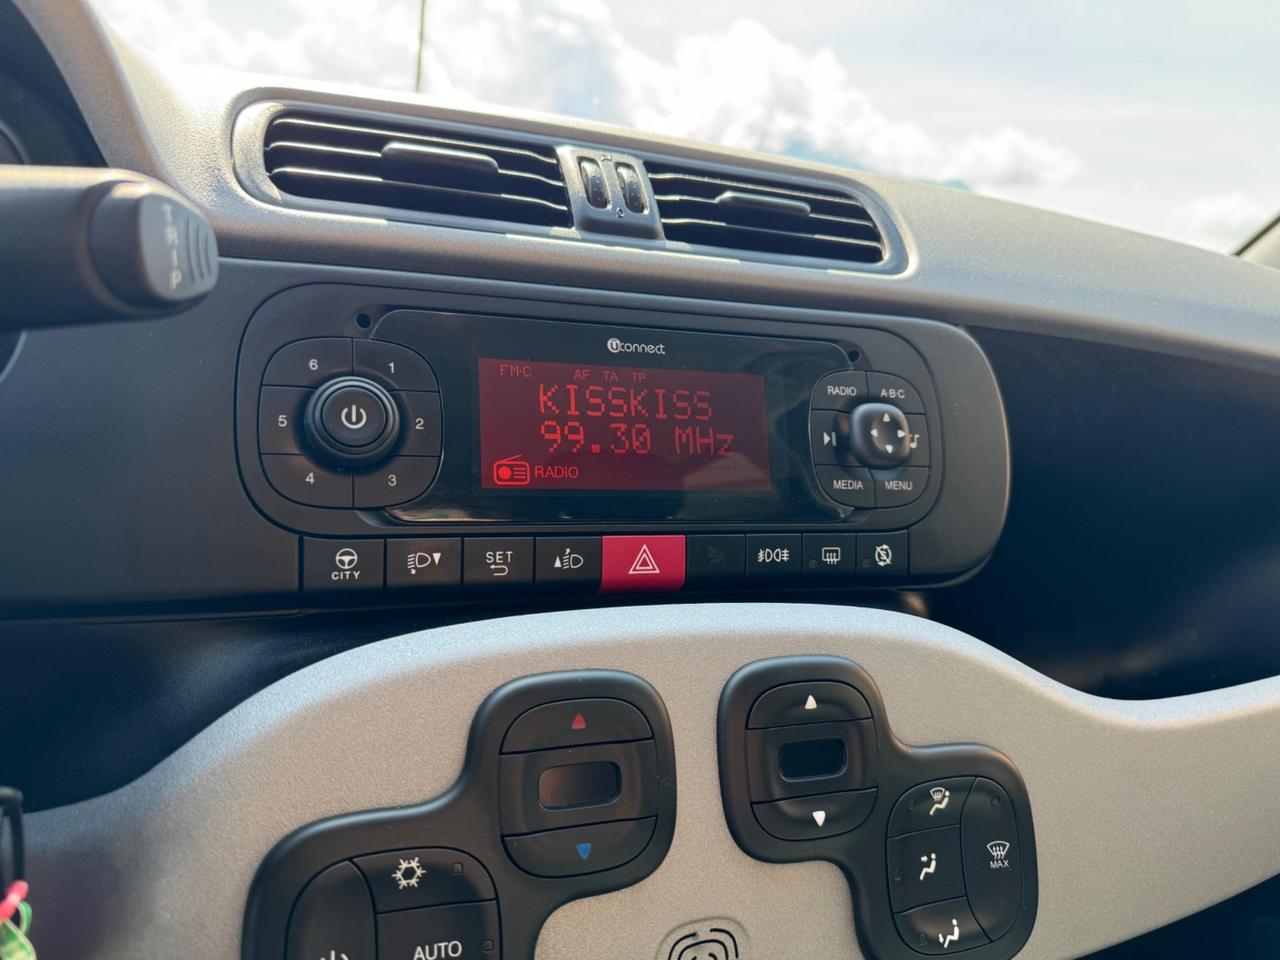 TRIP
Uconnect
FM-C AF TA TP
KISSKISS
99.30 MHz
RADIO
6 1
5 2
4 3
RADIO A·B·C
MEDIA MENU
CITY
SET
MAX
AUTO